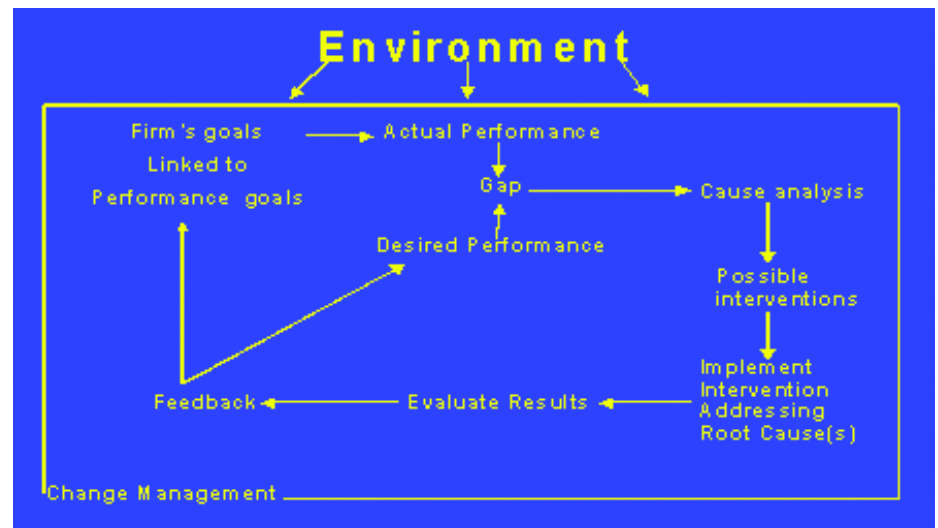 Environment
Firm's goals
Linked to
Performance goals
Actual Performance
Gap
Desired Performance
Cause analysis
Possible
interventions
Implement
Intervention
Addressing
Root Cause(s)
Evaluate Results
Feedback
Change Management